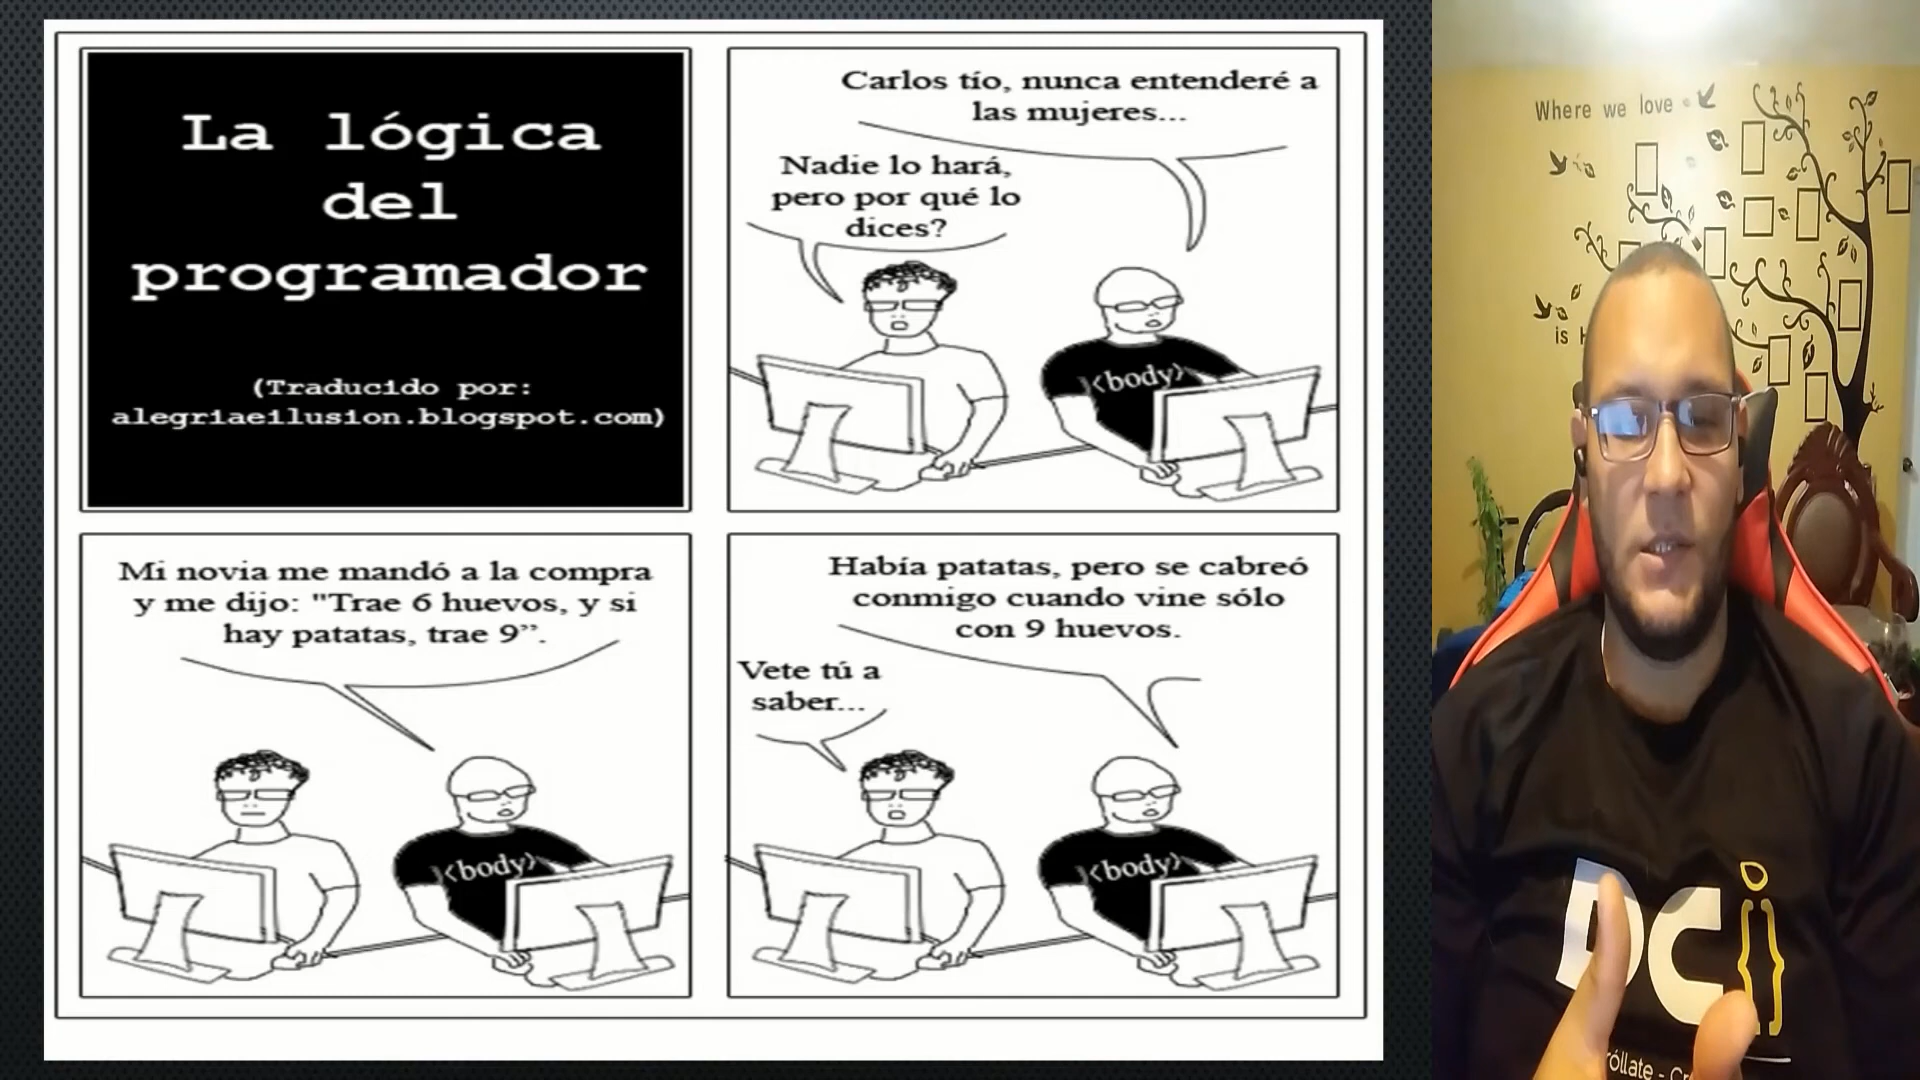 La lógica
del
programador
(Traducido por:
alegriaeilusion.blogspot.com)
Carlos tío, nunca entenderé a
las mujeres...
Nadie lo hará,
pero por qué lo
dices?
<body>
Mi novia me mandó a la compra
y me dijo: "Trae 6 huevos, y si
hay patatas, trae 9”.
<body>
Había patatas, pero se cabreó
conmigo cuando vine sólo
con 9 huevos.
Vete tú a
saber...
<body>
Where we love
is
DC{}